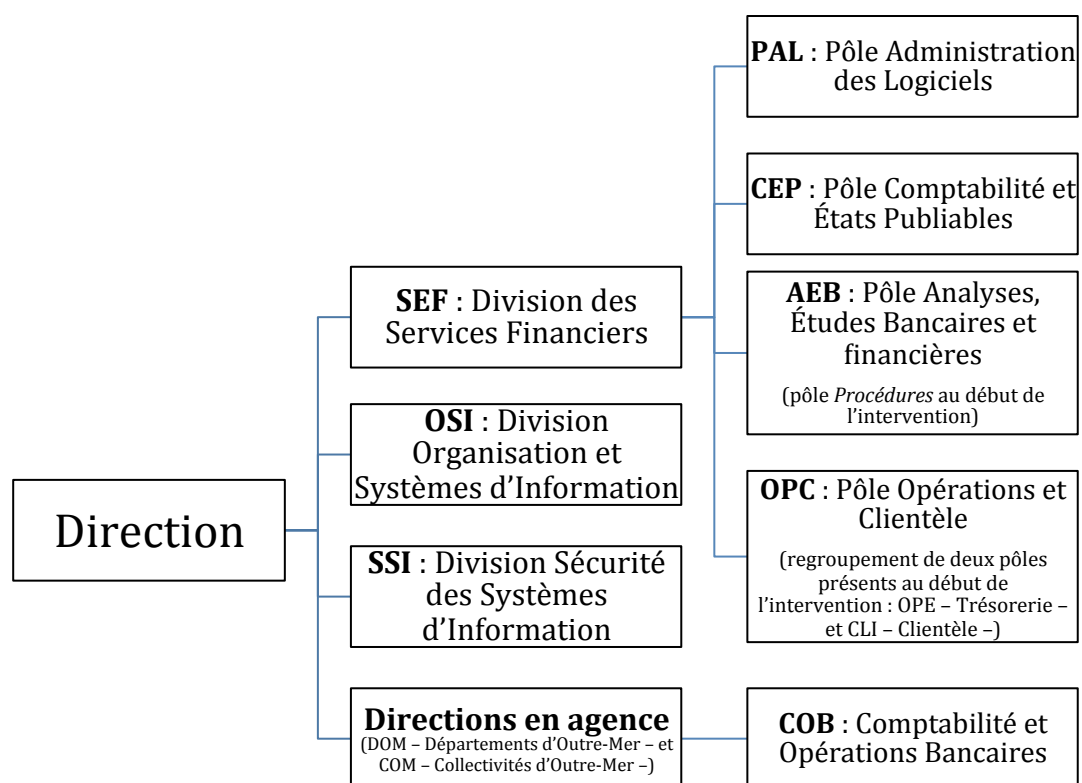 Direction
SEF : Division des
Services Financiers
OSI : Division
Organisation et
Systèmes d’Information
SSI : Division Sécurité
des Systèmes
d’Information
Directions en agence
(DOM – Départements d’Outre-Mer – et
COM – Collectivités d’Outre-Mer –)
PAL : Pôle Administration
des Logiciels
CEP : Pôle Comptabilité et
États Publiables
AEB : Pôle Analyses,
Études Bancaires et
financières
(pôle Procédures au début de
l’intervention)
OPC : Pôle Opérations et
Clientèle
(regroupement de deux pôles
présents au début de
l’intervention : OPE – Trésorerie –
et CLI – Clientèle –)
COB : Comptabilité et
Opérations Bancaires